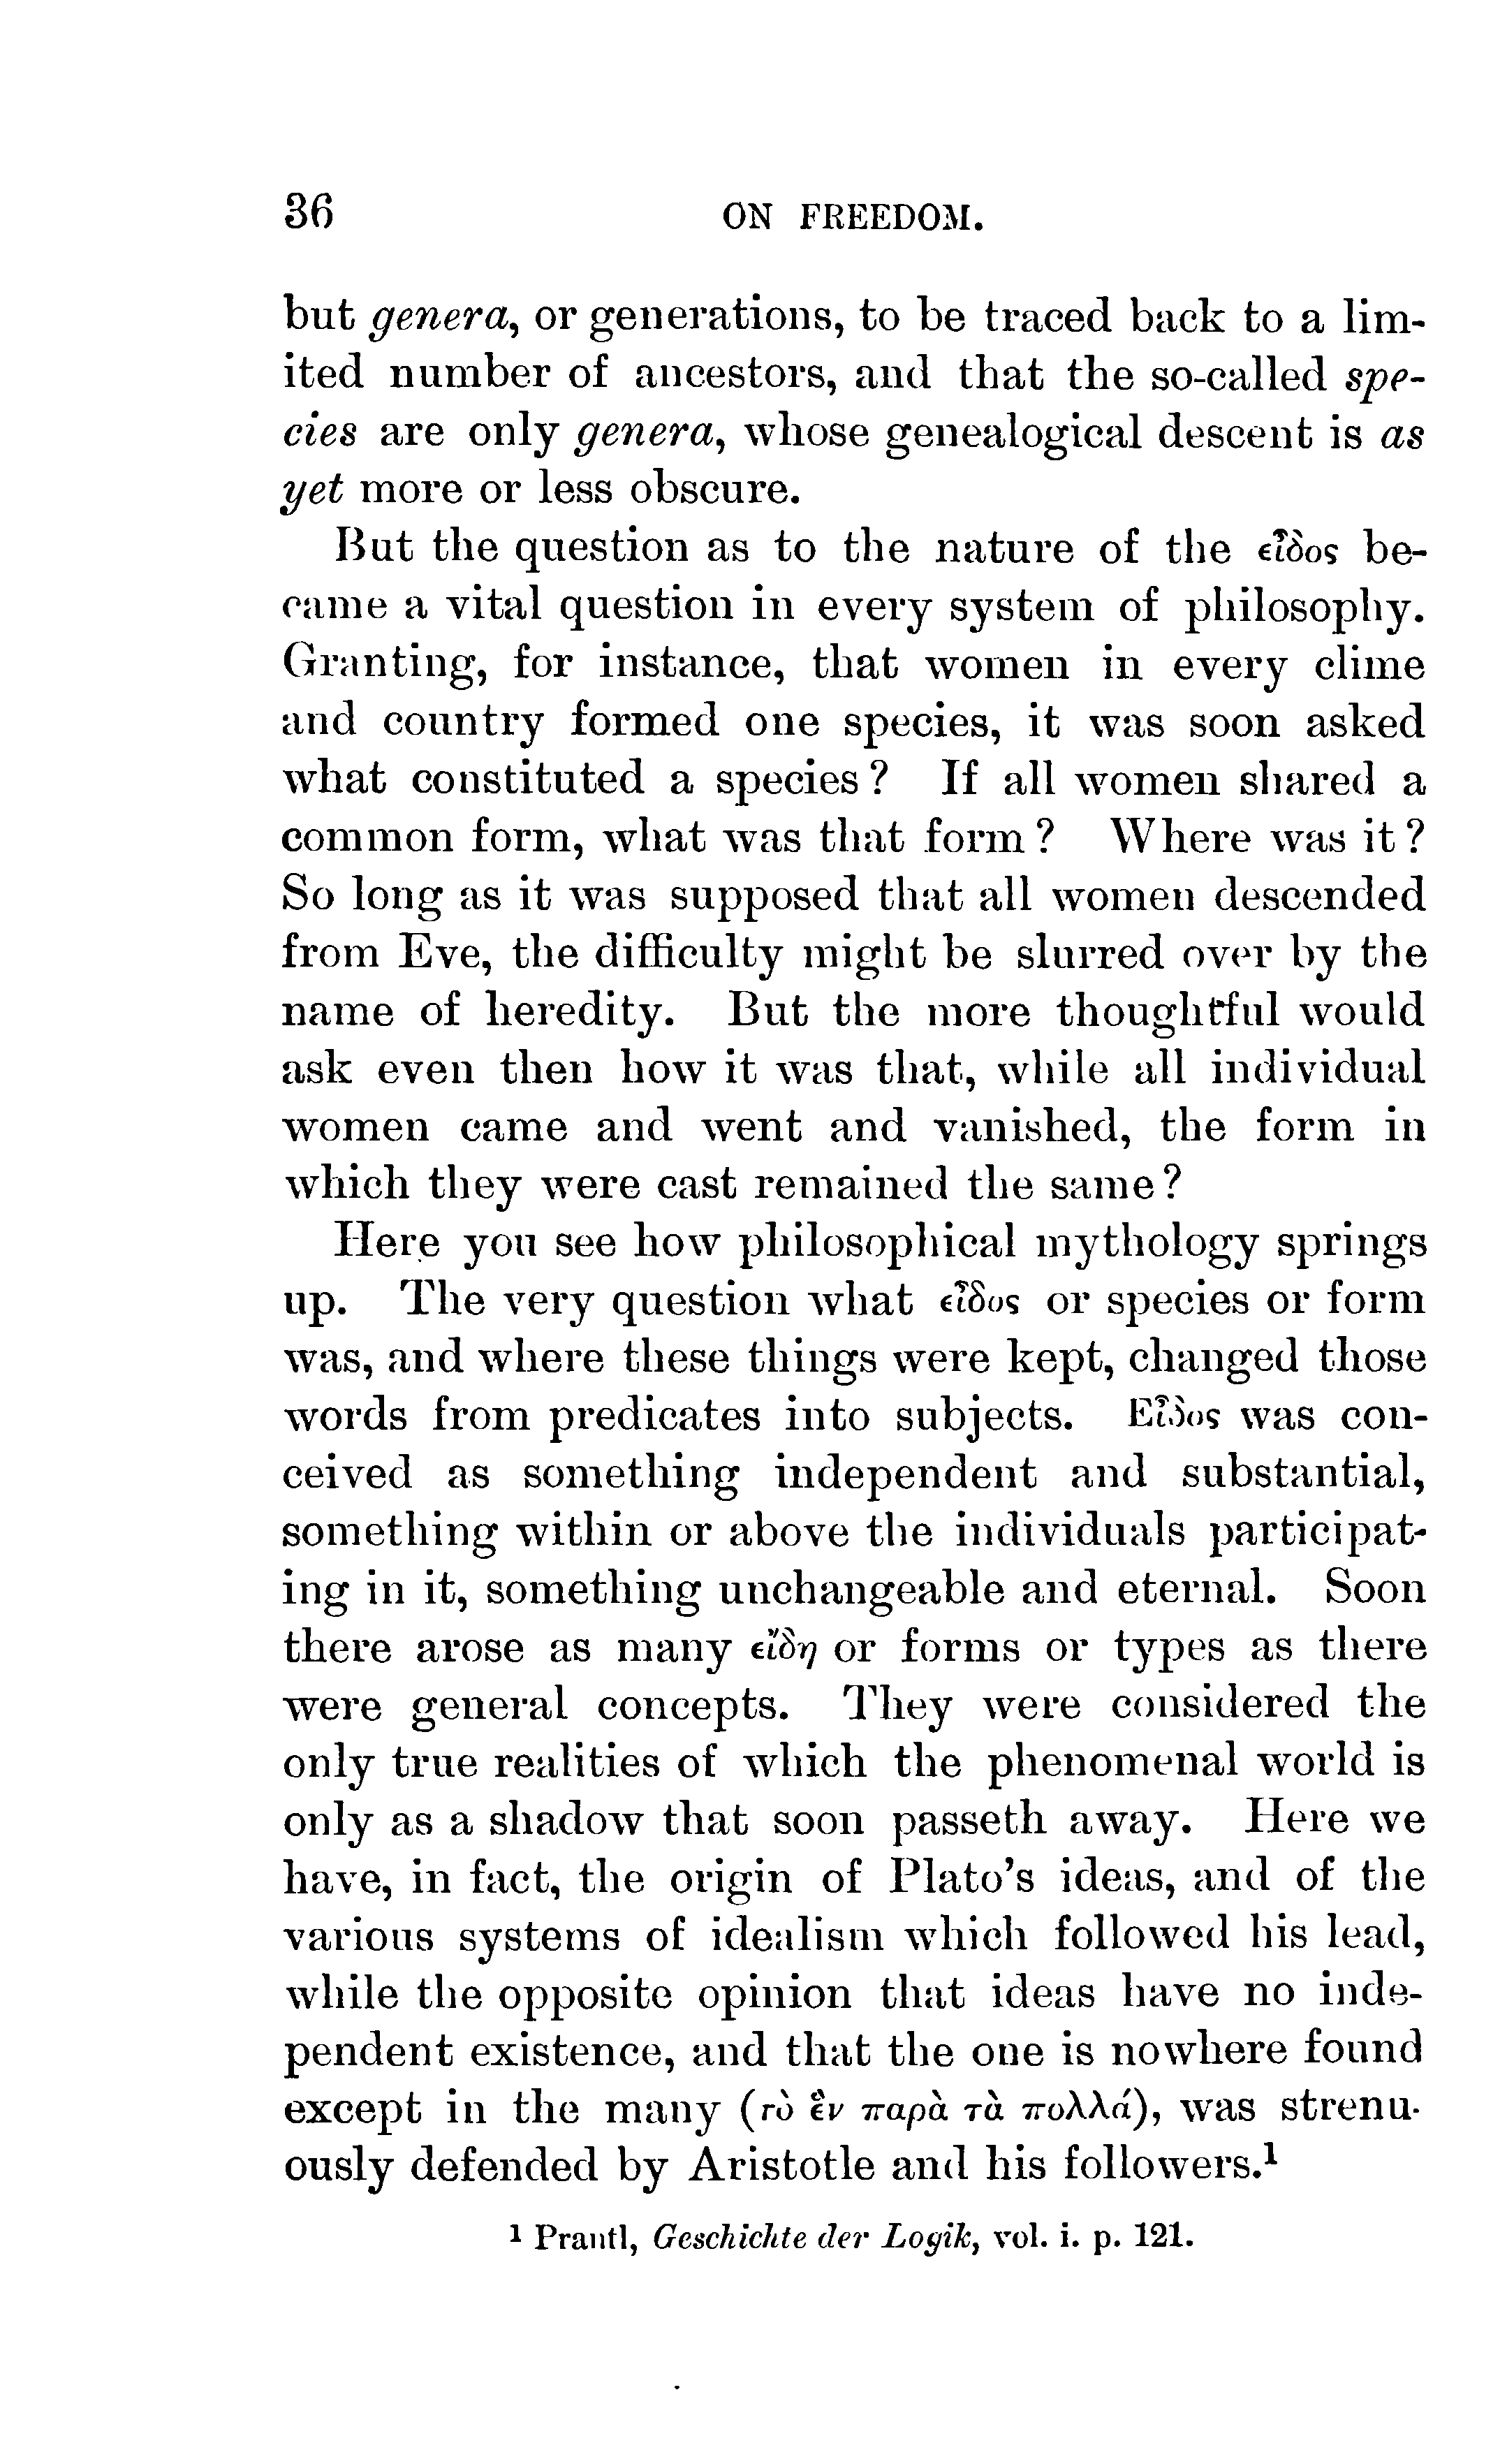 36 ON FREEDOM.
but genera, or generations, to be traced back to a lim-
ited number of ancestors, and that the so-called spe-
cies are only genera, whose genealogical descent is as
yet more or less obscure.
But the question as to the nature of the εἶδος be-
came a vital question in every system of philosophy.
Granting, for instance, that women in every clime
and country formed one species, it was soon asked
what constituted a species? If all women shared a
common form, what was that form? Where was it?
So long as it was supposed that all women descended
from Eve, the difficulty might be slurred over by the
name of heredity. But the more thoughtful would
ask even then how it was that, while all individual
women came and went and vanished, the form in
which they were cast remained the same?
Here you see how philosophical mythology springs
up. The very question what εἶδος or species or form
was, and where these things were kept, changed those
words from predicates into subjects. Εἶδος was con-
ceived as something independent and substantial,
something within or above the individuals participat-
ing in it, something unchangeable and eternal. Soon
there arose as many εἴδη or forms or types as there
were general concepts. They were considered the
only true realities of which the phenomenal world is
only as a shadow that soon passeth away. Here we
have, in fact, the origin of Plato's ideas, and of the
various systems of idealism which followed his lead,
while the opposite opinion that ideas have no inde-
pendent existence, and that the one is nowhere found
except in the many (τὸ ἓν παρὰ τὰ πολλά), was strenu-
ously defended by Aristotle and his followers.¹
¹ Prantl, Geschichte der Logik, vol. i. p. 121.